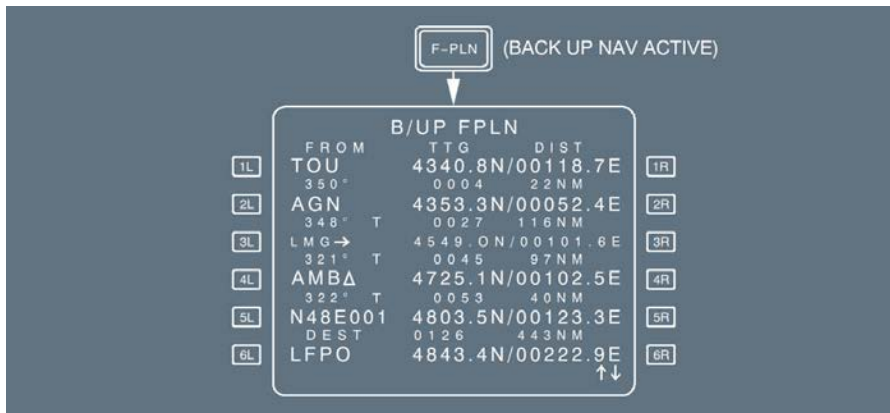 F-PLN (BACK UP NAV ACTIVE)
B/UP FPLN
FROM TTG DIST
1L TOU 4340.8N/00118.7E 1R
350° 0004 22NM
2L AGN 4353.3N/00052.4E 2R
348° T 0027 116NM
3L LMG→ 4549.0N/00101.6E 3R
321° T 0045 97NM
4L AMBΔ 4725.1N/00102.5E 4R
322° T 0053 40NM
5L N48E001 4803.5N/00123.3E 5R
DEST 0126 443NM
6L LFPO 4843.4N/00222.9E 6R
↑↓